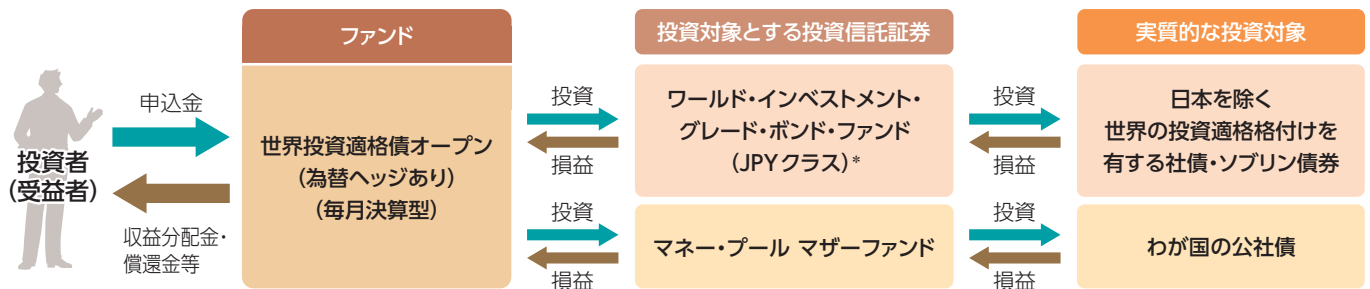 ファンド
投資対象とする投資信託証券
実質的な投資対象
投資者
(受益者)
申込金
収益分配金・
償還金等
世界投資適格債オープン
(為替ヘッジあり)
(毎月決算型)
投資
損益
ワールド・インベストメント・
グレード・ボンド・ファンド
(JPYクラス)*
投資
損益
日本を除く
世界の投資適格格付けを
有する社債・ソブリン債券
投資
損益
マネー・プール マザーファンド
投資
損益
わが国の公社債